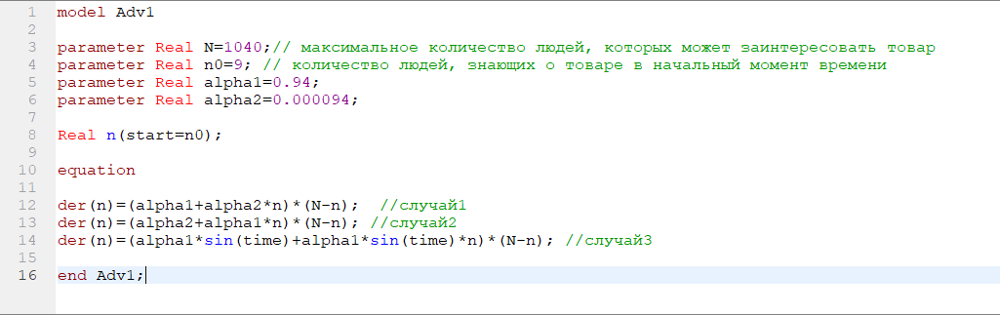 1 model Adv1
2
3 parameter Real N=1040;// максимальное количество людей, которых может заинтересовать товар
4 parameter Real n0=9; // количество людей, знающих о товаре в начальный момент времени
5 parameter Real alpha1=0.94;
6 parameter Real alpha2=0.000094;
7
8 Real n(start=n0);
9
10 equation
11
12 der(n)=(alpha1+alpha2*n)*(N-n);  //случай1
13 der(n)=(alpha2+alpha1*n)*(N-n); //случай2
14 der(n)=(alpha1*sin(time)+alpha1*sin(time)*n)*(N-n); //случай3
15
16 end Adv1;